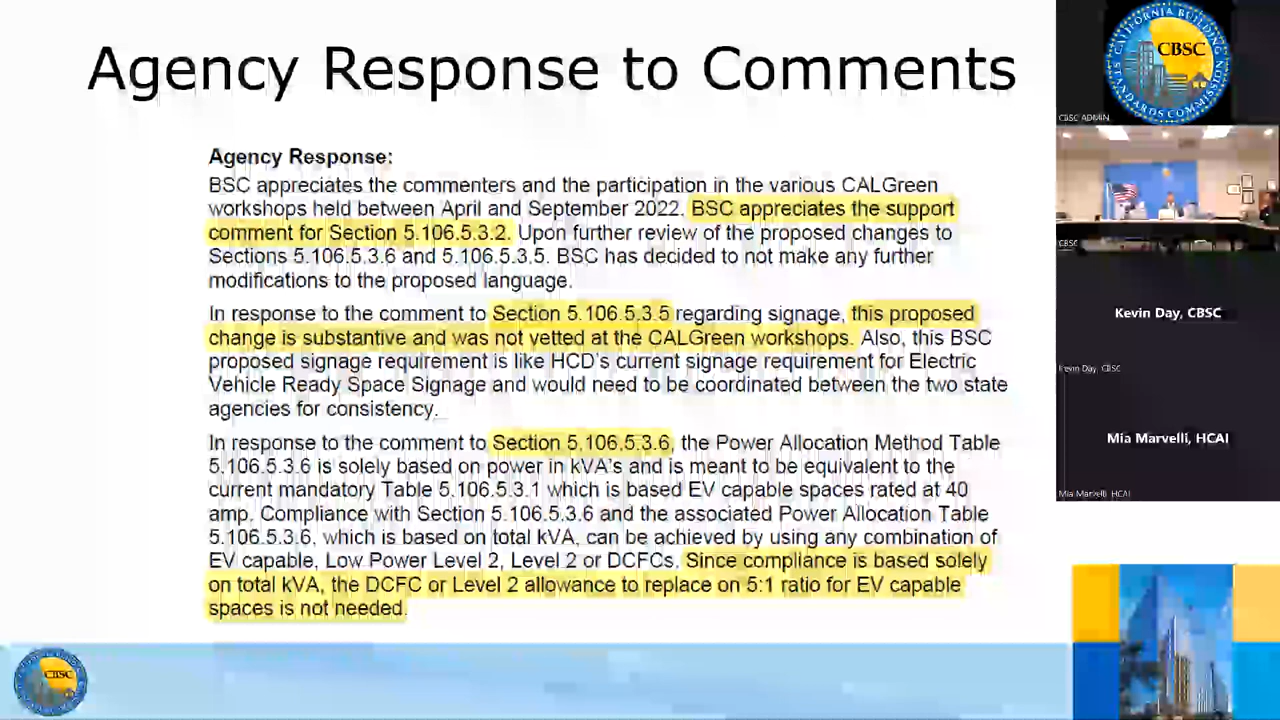 Agency Response to Comments
Agency Response:
BSC appreciates the commenters and the participation in the various CALGreen
workshops held between April and September 2022. BSC appreciates the support
comment for Section 5.106.5.3.2. Upon further review of the proposed changes to
Sections 5.106.5.3.6 and 5.106.5.3.5. BSC has decided to not make any further
modifications to the proposed language.
In response to the comment to Section 5.106.5.3.5 regarding signage, this proposed
change is substantive and was not vetted at the CALGreen workshops. Also, this BSC
proposed signage requirement is like HCD's current signage requirement for Electric
Vehicle Ready Space Signage and would need to be coordinated between the two state
agencies for consistency.
In response to the comment to Section 5.106.5.3.6, the Power Allocation Method Table
5.106.5.3.6 is solely based on power in kVA's and is meant to be equivalent to the
current mandatory Table 5.106.5.3.1 which is based EV capable spaces rated at 40
amp. Compliance with Section 5.106.5.3.6 and the associated Power Allocation Table
5.106.5.3.6, which is based on total kVA, can be achieved by using any combination of
EV capable, Low Power Level 2, Level 2 or DCFCs. Since compliance is based solely
on total kVA, the DCFC or Level 2 allowance to replace on 5:1 ratio for EV capable
spaces is not needed.
CBSC
CALIFORNIA BUILDING
STANDARDS COMMISSION
CBSC
CBSC ADMIN
CBSC
Kevin Day, CBSC
Kevin Day, CBSC
Mia Marvelli, HCAI
Mia Marvelli, HCAI